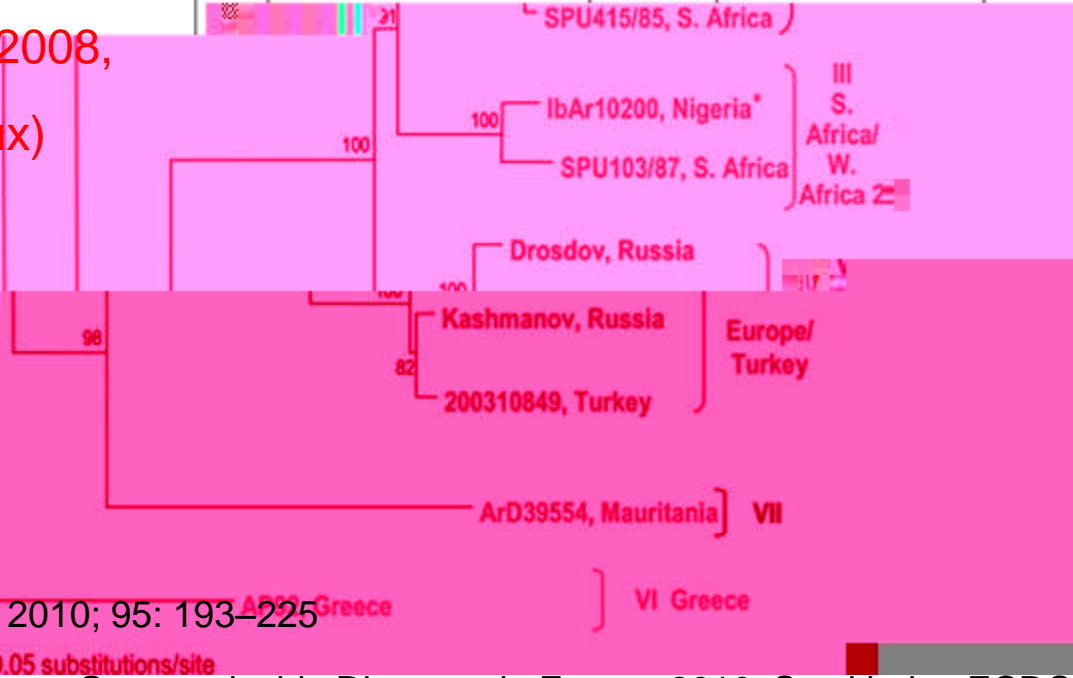 SPU415/85, S. Africa
2008,
IbAr10200, Nigeria*
100
III
S.
Africa/
W.
Africa 2
100
SPU103/87, S. Africa
Drosdov, Russia
100
Kashmanov, Russia
Europe/
Turkey
98
82
200310849, Turkey
ArD39554, Mauritania
VII
Greece
VI Greece
2010; 95: 193–225
0.05 substitutions/site